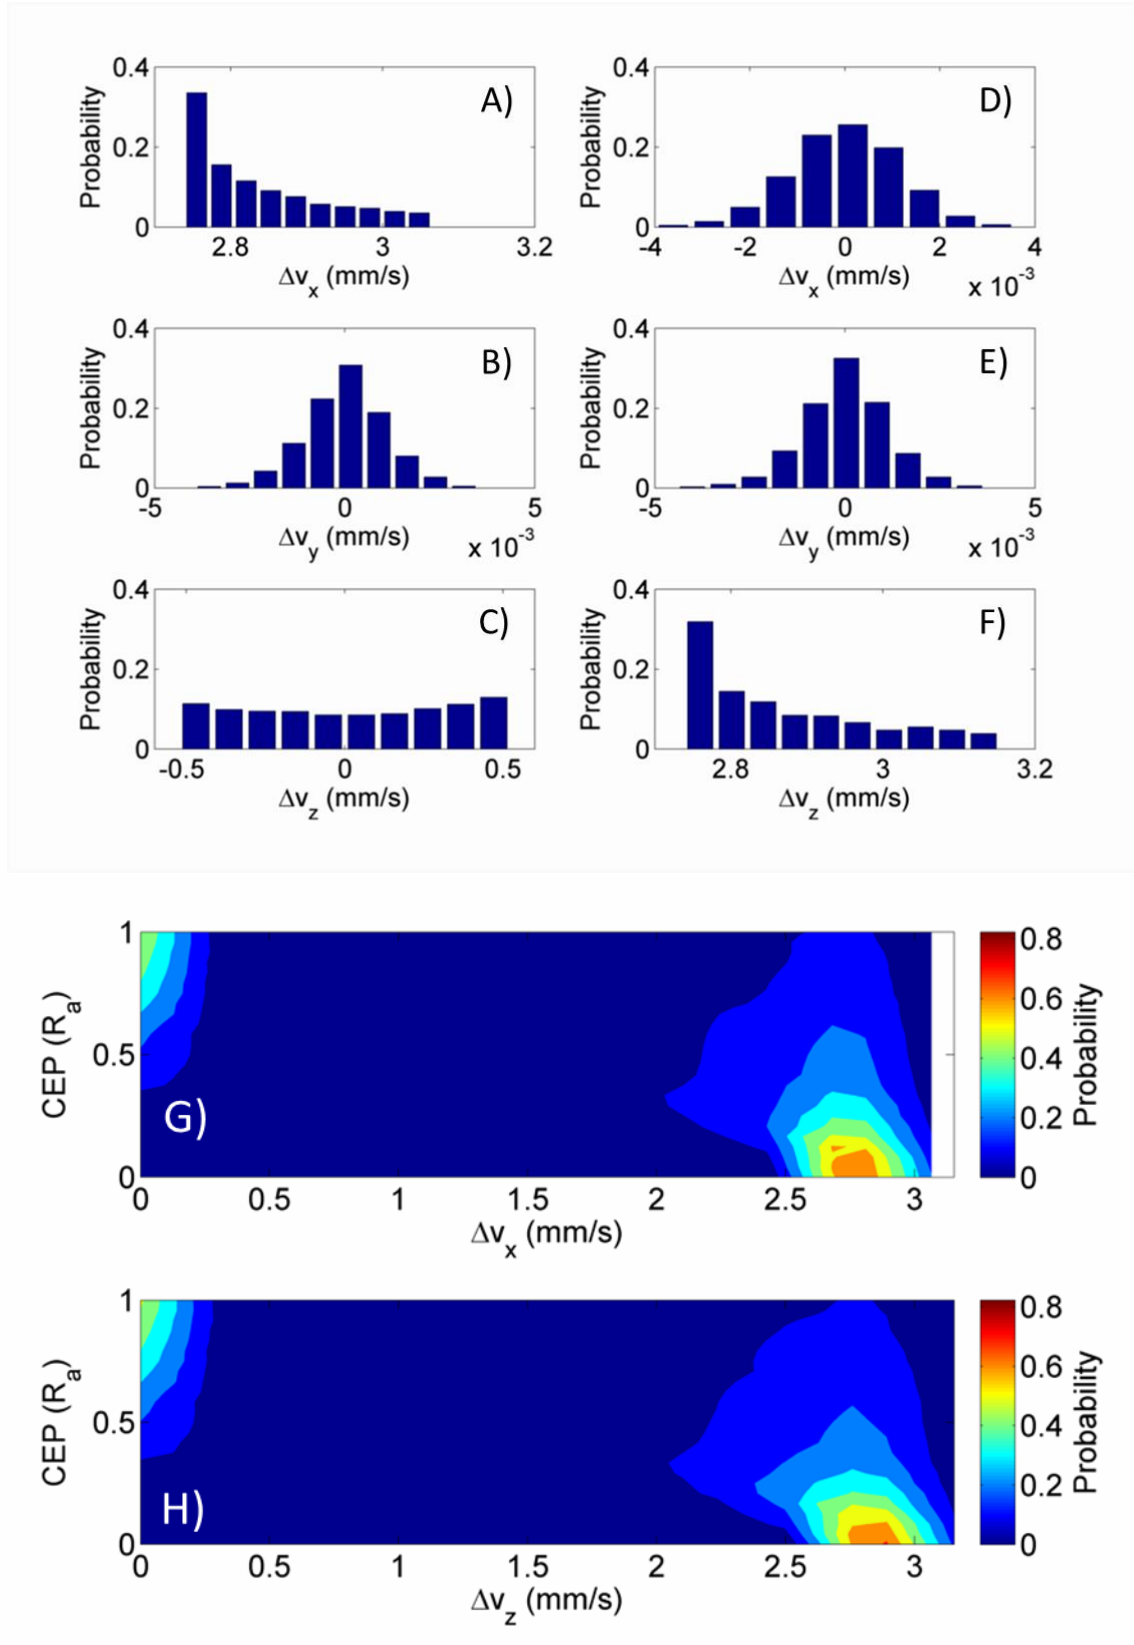 0.4
0.2
0
Probability
A)
2.8 3 3.2
Δvx (mm/s)
0.4
0.2
0
Probability
D)
-4 -2 0 2 4
Δvx (mm/s)
x 10-3
0.4
0.2
0
Probability
B)
-5 0 5
Δvy (mm/s)
x 10-3
0.4
0.2
0
Probability
E)
-5 0 5
Δvy (mm/s)
x 10-3
0.4
0.2
0
Probability
C)
-0.5 0 0.5
Δvz (mm/s)
0.4
0.2
0
Probability
F)
2.8 3 3.2
Δvz (mm/s)
1
0.5
0
CEP (Ra)
G)
0 0.5 1 1.5 2 2.5 3
Δvx (mm/s)
0.8
0.6
0.4
0.2
0
Probability
1
0.5
0
CEP (Ra)
H)
0 0.5 1 1.5 2 2.5 3
Δvz (mm/s)
0.8
0.6
0.4
0.2
0
Probability